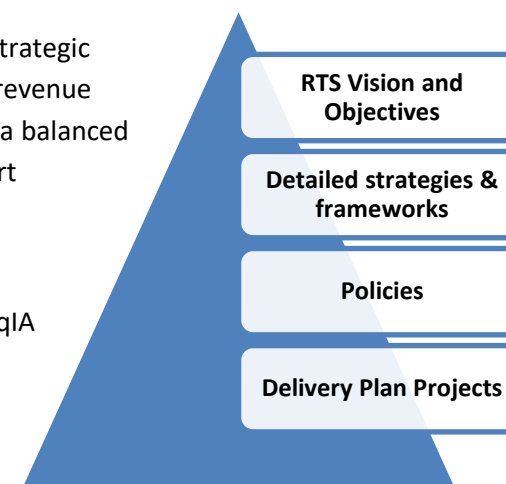 trategic
revenue
a balanced
rt
qIA
RTS Vision and
Objectives
Detailed strategies &
frameworks
Policies
Delivery Plan Projects